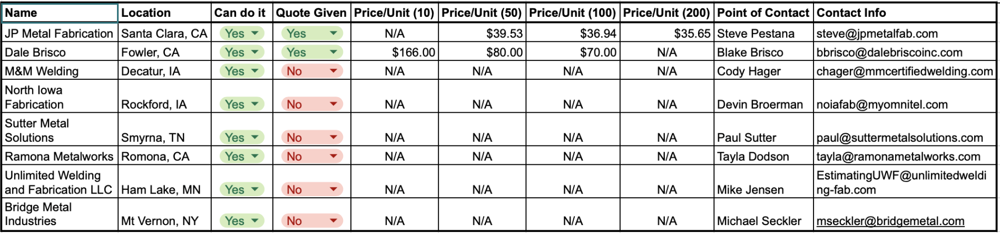 Name Location Can do it Quote Given Price/Unit (10) Price/Unit (50) Price/Unit (100) Price/Unit (200) Point of Contact Contact Info
JP Metal Fabrication Santa Clara, CA Yes Yes N/A $39.53 $36.94 $35.65 Steve Pestana steve@jpmetalfab.com
Dale Brisco Fowler, CA Yes Yes $166.00 $80.00 $70.00 N/A Blake Brisco bbrisco@dalebriscoinc.com
M&M Welding Decatur, IA Yes No N/A N/A N/A N/A Cody Hager chager@mmcertifiedwelding.com
North Iowa
Fabrication Rockford, IA Yes No N/A N/A N/A N/A Devin Broerman noiafab@myomnitel.com
Sutter Metal
Solutions Smyrna, TN Yes No N/A N/A N/A N/A Paul Sutter paul@suttermetalsolutions.com
Ramona Metalworks Romona, CA Yes No N/A N/A N/A N/A Tayla Dodson tayla@ramonametalworks.com
Unlimited Welding EstimatingUWF@unlimitedweldi
and Fabrication LLC Ham Lake, MN Yes No N/A N/A N/A N/A Mike Jensen ng-fab.com
Bridge Metal
Industries Mt Vernon, NY Yes No N/A N/A N/A N/A Michael Seckler mseckler@bridgemetal.com